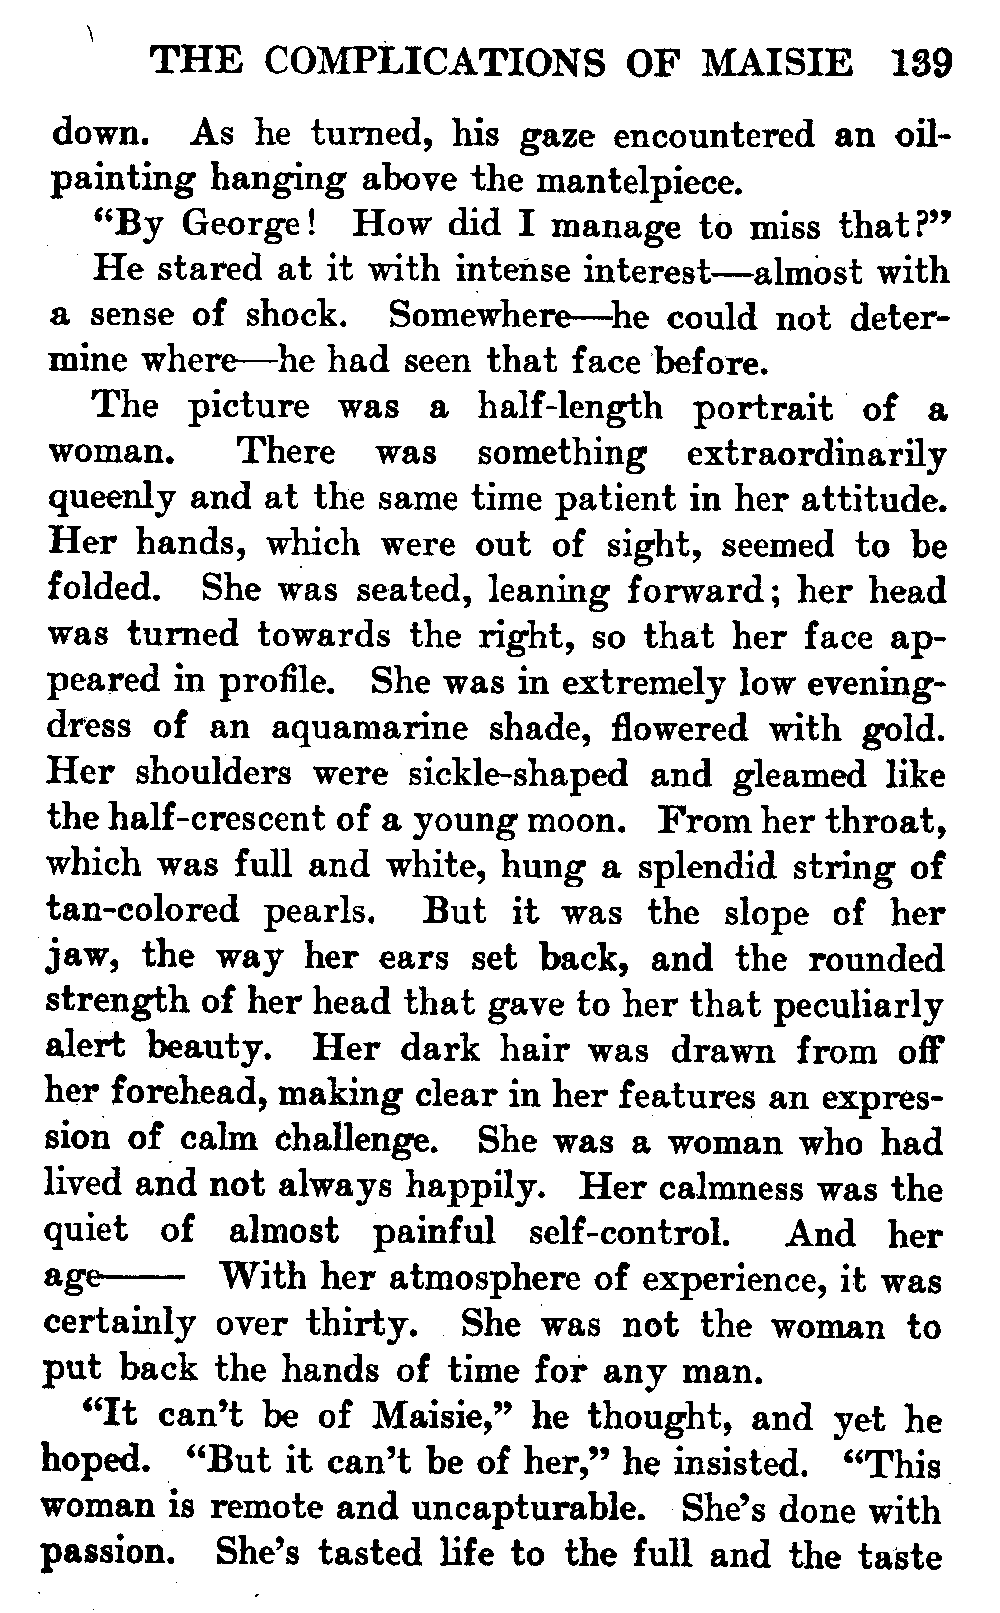 THE COMPLICATIONS OF MAISIE 139
down. As he turned, his gaze encountered an oil-
painting hanging above the mantelpiece.
“By George! How did I manage to miss that?”
He stared at it with intense interest—almost with
a sense of shock. Somewhere—he could not deter-
mine where—he had seen that face before.
The picture was a half-length portrait of a
woman. There was something extraordinarily
queenly and at the same time patient in her attitude.
Her hands, which were out of sight, seemed to be
folded. She was seated, leaning forward; her head
was turned towards the right, so that her face ap-
peared in profile. She was in extremely low evening-
dress of an aquamarine shade, flowered with gold.
Her shoulders were sickle-shaped and gleamed like
the half-crescent of a young moon. From her throat,
which was full and white, hung a splendid string of
tan-colored pearls. But it was the slope of her
jaw, the way her ears set back, and the rounded
strength of her head that gave to her that peculiarly
alert beauty. Her dark hair was drawn from off
her forehead, making clear in her features an expres-
sion of calm challenge. She was a woman who had
lived and not always happily. Her calmness was the
quiet of almost painful self-control. And her
age—— With her atmosphere of experience, it was
certainly over thirty. She was not the woman to
put back the hands of time for any man.
“It can’t be of Maisie,” he thought, and yet he
hoped. “But it can’t be of her,” he insisted. “This
woman is remote and uncapturable. She’s done with
passion. She’s tasted life to the full and the taste